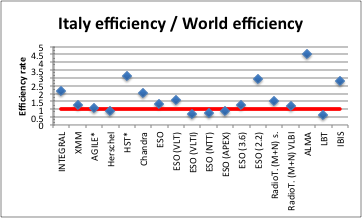 Italy efficiency / World efficiency
Efficiency rate
5
4.5
4
3.5
3
2.5
2
1.5
1
0.5
0
INTEGRAL
XMM
AGILE*
Herschel
HST*
Chandra
ESO
ESO (VLT)
ESO (VLTI)
ESO (NTT)
ESO (APEX)
ESO (3.6)
ESO (2.2)
RadioT. (M+N) s.
RadioT. (M+N) VLBI
ALMA
LBT
IBIS